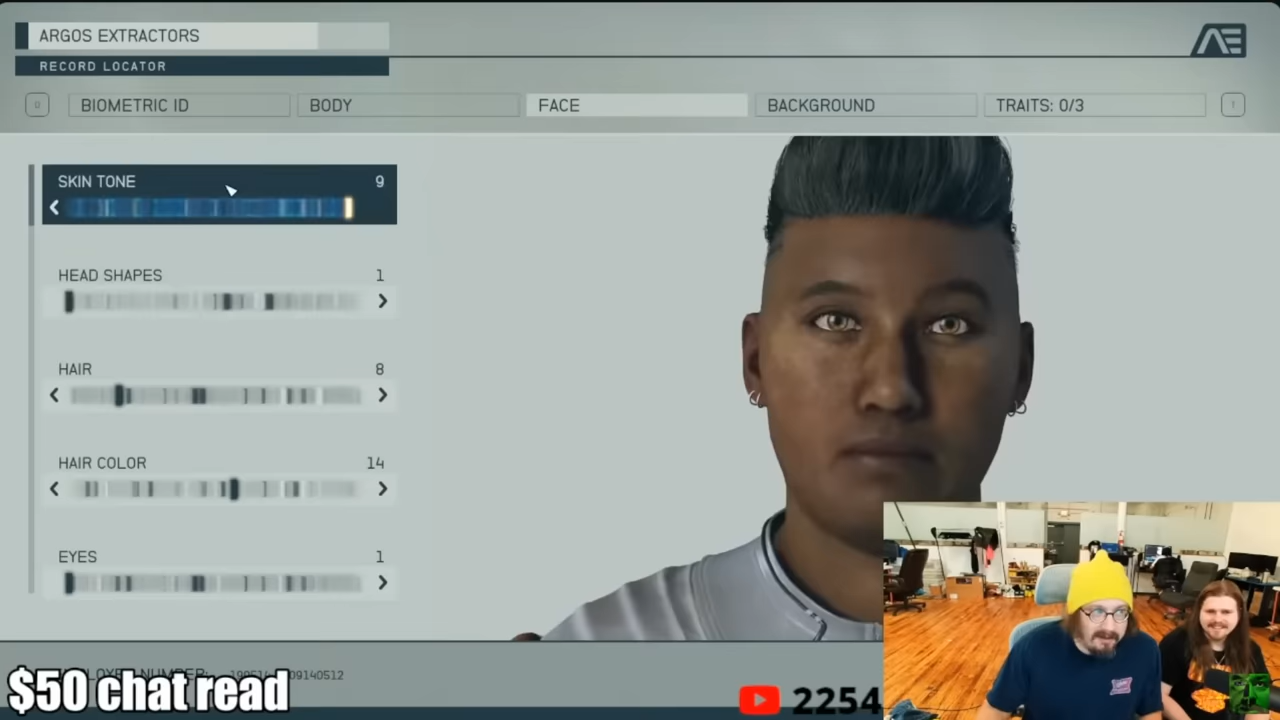 ARGOS EXTRACTORS
RECORD LOCATOR
BIOMETRIC ID
BODY
FACE
BACKGROUND
TRAITS: 0/3
SKIN TONE 9
HEAD SHAPES 1
HAIR 8
HAIR COLOR 14
EYES 1
$50 chat read
2254